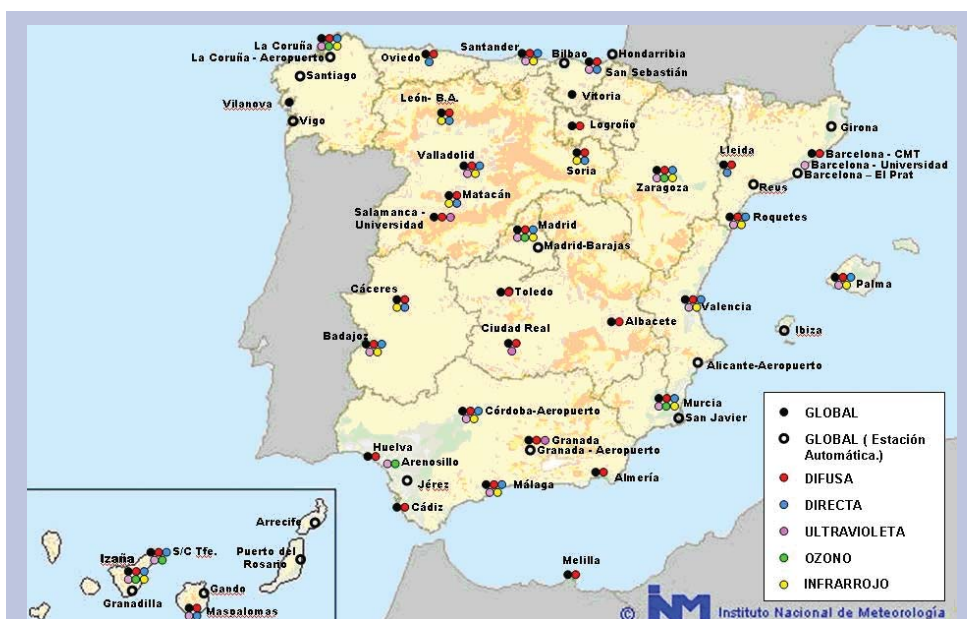 La Coruña
La Coruña - Aeropuerto
Santiago
Vilanova
Vigo
Oviedo
Santander
Bilbao
Hondarribia
San Sebastián
Vitoria
León- B.A.
Logroño
Girona
Valladolid
Soria
Zaragoza
Lleida
Barcelona - CMT
Barcelona - Universidad
Barcelona – El Prat
Reus
Matacán
Salamanca -
Universidad
Madrid
Madrid-Barajas
Roquetes
Cáceres
Toledo
Palma
Valencia
Badajoz
Ciudad Real
Albacete
Ibiza
Alicante-Aeropuerto
Córdoba-Aeropuerto
Murcia
San Javier
Huelva
Arenosillo
Granada
Granada - Aeropuerto
Jérez
Málaga
Almería
Cádiz
Melilla
Arrecife
Izaña
S/C Tfe.
Puerto del
Rosario
Granadilla
Gando
Maspalomas
GLOBAL
GLOBAL ( Estación
Automática.)
DIFUSA
DIRECTA
ULTRAVIOLETA
OZONO
INFRARROJO
© INM Instituto Nacional de Meteorología